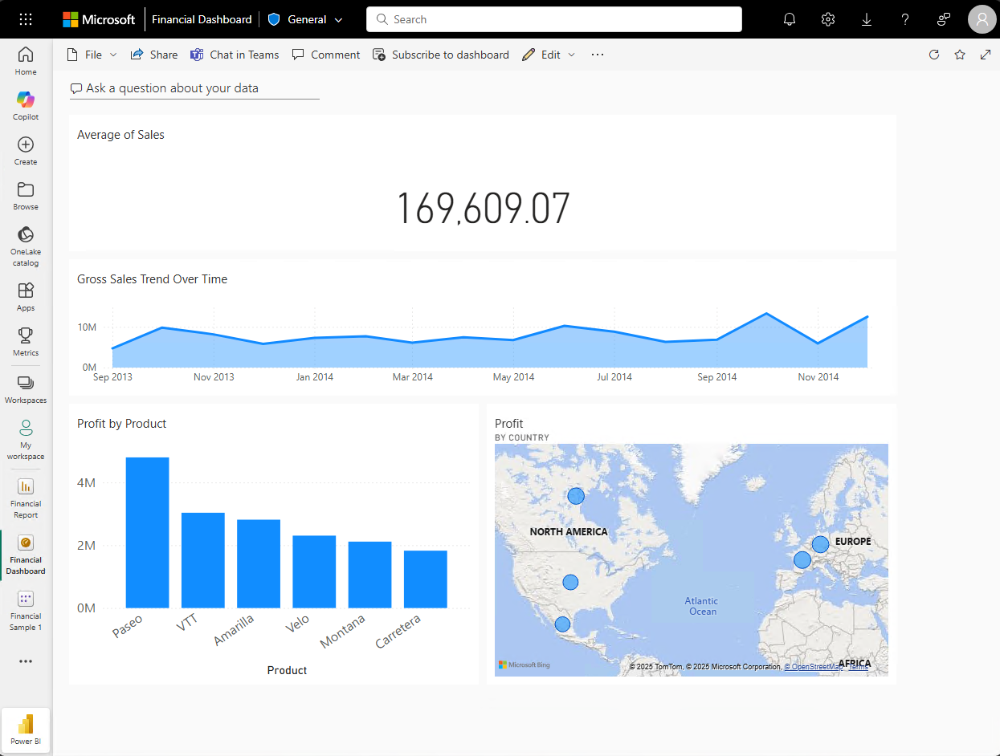 Microsoft
Financial Dashboard
General
Search
File
Share
Chat in Teams
Comment
Subscribe to dashboard
Edit
Home
Copilot
Create
Browse
OneLake
catalog
Apps
Metrics
Workspaces
My
workspace
Financial
Report
Financial
Dashboard
Financial
Sample 1
Power BI
Ask a question about your data
Average of Sales
169,609.07
Gross Sales Trend Over Time
10M
0M
Sep 2013 Nov 2013 Jan 2014 Mar 2014 May 2014 Jul 2014 Sep 2014 Nov 2014
Profit by Product
4M
2M
0M
Paseo VTT Amarilla Velo Montana Carretera
Product
Profit
BY COUNTRY
NORTH AMERICA
EUROPE
Atlantic
Ocean
AFRICA
Microsoft Bing
© 2025 TomTom, © 2025 Microsoft Corporation, © OpenStreetMap Terms